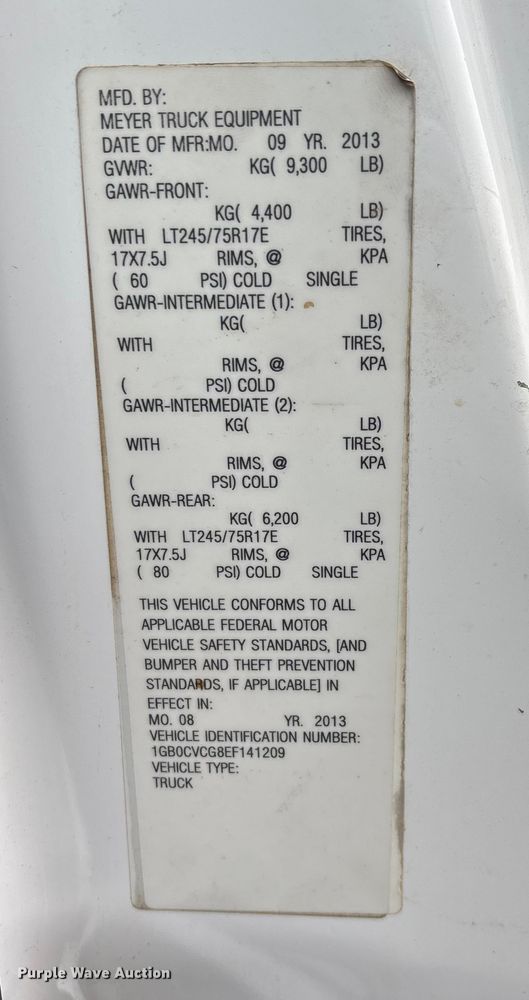 MFD. BY:
MEYER TRUCK EQUIPMENT
DATE OF MFR:MO. 09 YR. 2013
GVWR: KG( 9,300 LB)
GAWR-FRONT:
KG( 4,400 LB)
WITH LT245/75R17E TIRES,
17X7.5J RIMS, @ KPA
( 60 PSI) COLD SINGLE
GAWR-INTERMEDIATE (1):
KG( LB)
WITH TIRES,
RIMS, @ KPA
( PSI) COLD
GAWR-INTERMEDIATE (2):
KG( LB)
WITH TIRES,
RIMS, @ KPA
( PSI) COLD
GAWR-REAR:
KG( 6,200 LB)
WITH LT245/75R17E TIRES,
17X7.5J RIMS, @ KPA
( 80 PSI) COLD SINGLE
THIS VEHICLE CONFORMS TO ALL
APPLICABLE FEDERAL MOTOR
VEHICLE SAFETY STANDARDS, [AND
BUMPER AND THEFT PREVENTION
STANDARDS, IF APPLICABLE] IN
EFFECT IN:
MO. 08 YR. 2013
VEHICLE IDENTIFICATION NUMBER:
1GB0CVCG8EF141209
VEHICLE TYPE:
TRUCK
Purple Wave Auction